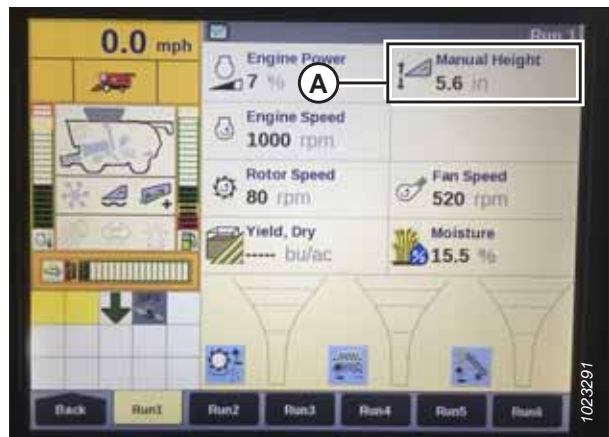 0.0 mph
Run 1
Engine Power
7 %
A
Manual Height
5.6 in
Engine Speed
1000 rpm
Rotor Speed
80 rpm
Fan Speed
520 rpm
Yield, Dry
----- bu/ac
Moisture
15.5 %
Back
Run1
Run2
Run3
Run4
Run5
Run6
1023291